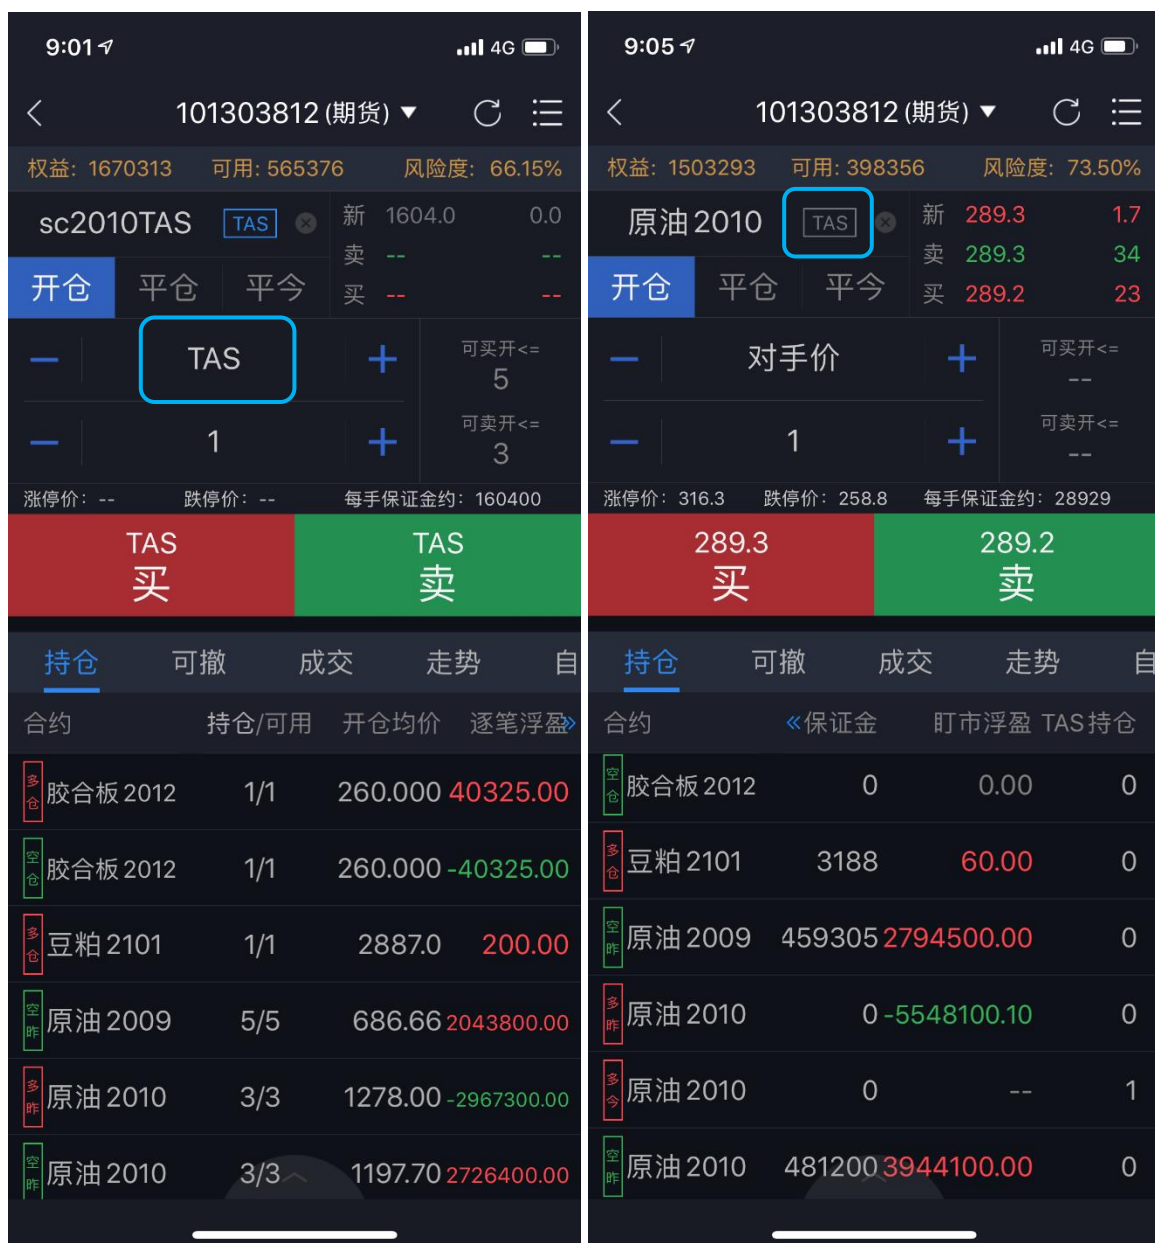 9:01
4G
101303812(期货)
权益: 1670313 可用: 565376 风险度: 66.15%
sc2010TAS TAS 新 1604.0 0.0
卖 -- --
开仓 平仓 平今 买 -- --
TAS 可买开<=
5
1 可卖开<=
3
涨停价: -- 跌停价: -- 每手保证金约: 160400
TAS TAS
买 卖
持仓 可撤 成交 走势 自
合约 持仓/可用 开仓均价 逐笔浮盈
多仓 胶合板2012 1/1 260.000 40325.00
空仓 胶合板2012 1/1 260.000 -40325.00
多仓 豆粕2101 1/1 2887.0 200.00
空昨 原油2009 5/5 686.66 2043800.00
多昨 原油2010 3/3 1278.00 -2967300.00
空昨 原油2010 3/3 1197.70 2726400.00
9:05
4G
101303812(期货)
权益: 1503293 可用: 398356 风险度: 73.50%
原油2010 TAS 新 289.3 1.7
卖 289.3 34
开仓 平仓 平今 买 289.2 23
对手价 可买开<=
--
1 可卖开<=
--
涨停价: 316.3 跌停价: 258.8 每手保证金约: 28929
289.3 289.2
买 卖
持仓 可撤 成交 走势 自
合约 保证金 盯市浮盈 TAS持仓
空仓 胶合板2012 0 0.00 0
多仓 豆粕2101 3188 60.00 0
空昨 原油2009 459305 2794500.00 0
多昨 原油2010 0 -5548100.10 0
多今 原油2010 0 -- 1
空昨 原油2010 481200 3944100.00 0